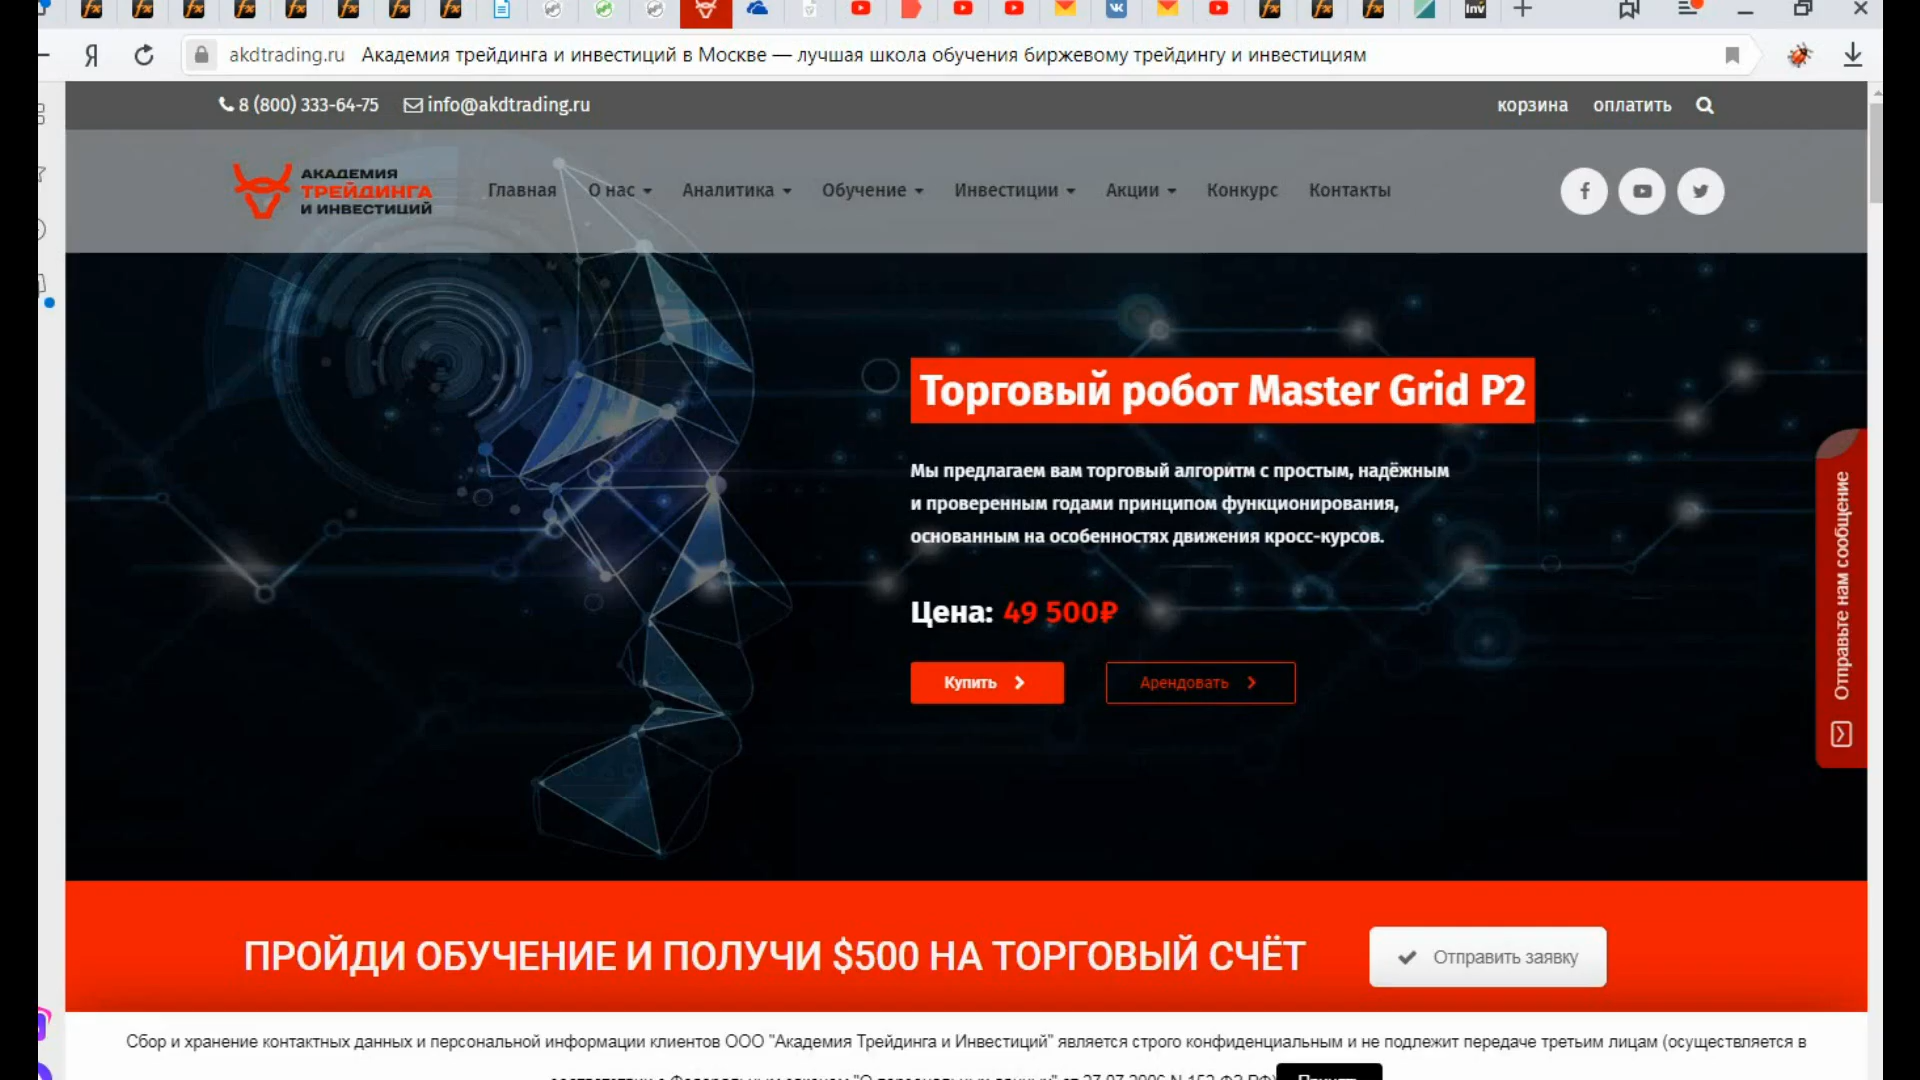 akdtrading.ru Академия трейдинга и инвестиций в Москве — лучшая школа обучения биржевому трейдингу и инвестициям
8 (800) 333-64-75 info@akdtrading.ru корзина оплатить
АКАДЕМИЯ
ТРЕЙДИНГА
И ИНВЕСТИЦИЙ
Главная О нас Аналитика Обучение Инвестиции Акции Конкурс Контакты
Торговый робот Master Grid P2
Мы предлагаем вам торговый алгоритм с простым, надёжным
и проверенным годами принципом функционирования,
основанным на особенностях движения кросс-курсов.
Цена: 49 500₽
Купить Арендовать
Отправьте нам сообщение
ПРОЙДИ ОБУЧЕНИЕ И ПОЛУЧИ $500 НА ТОРГОВЫЙ СЧЁТ
Отправить заявку
Сбор и хранение контактных данных и персональной информации клиентов ООО "Академия Трейдинга и Инвестиций" является строго конфиденциальным и не подлежит передаче третьим лицам (осуществляется в